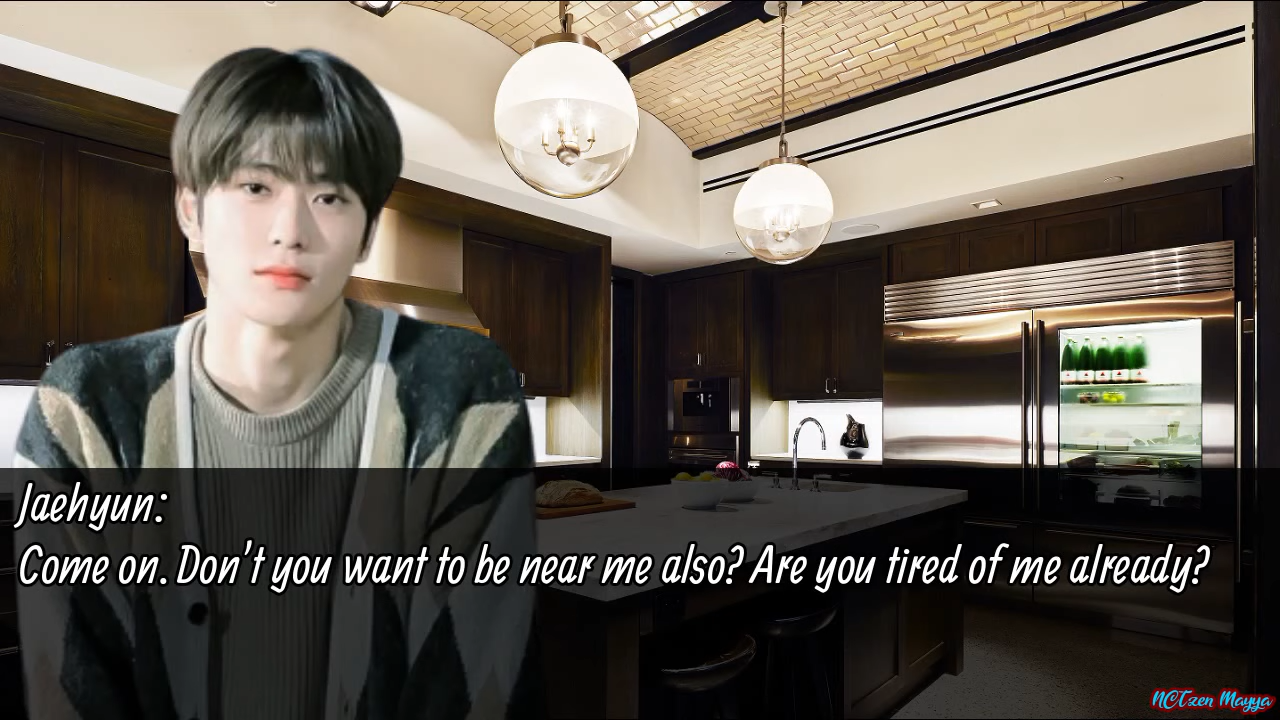 Jaehyun:
Come on. Don't you want to be near me also? Are you tired of me already?
NCTzen Mayya